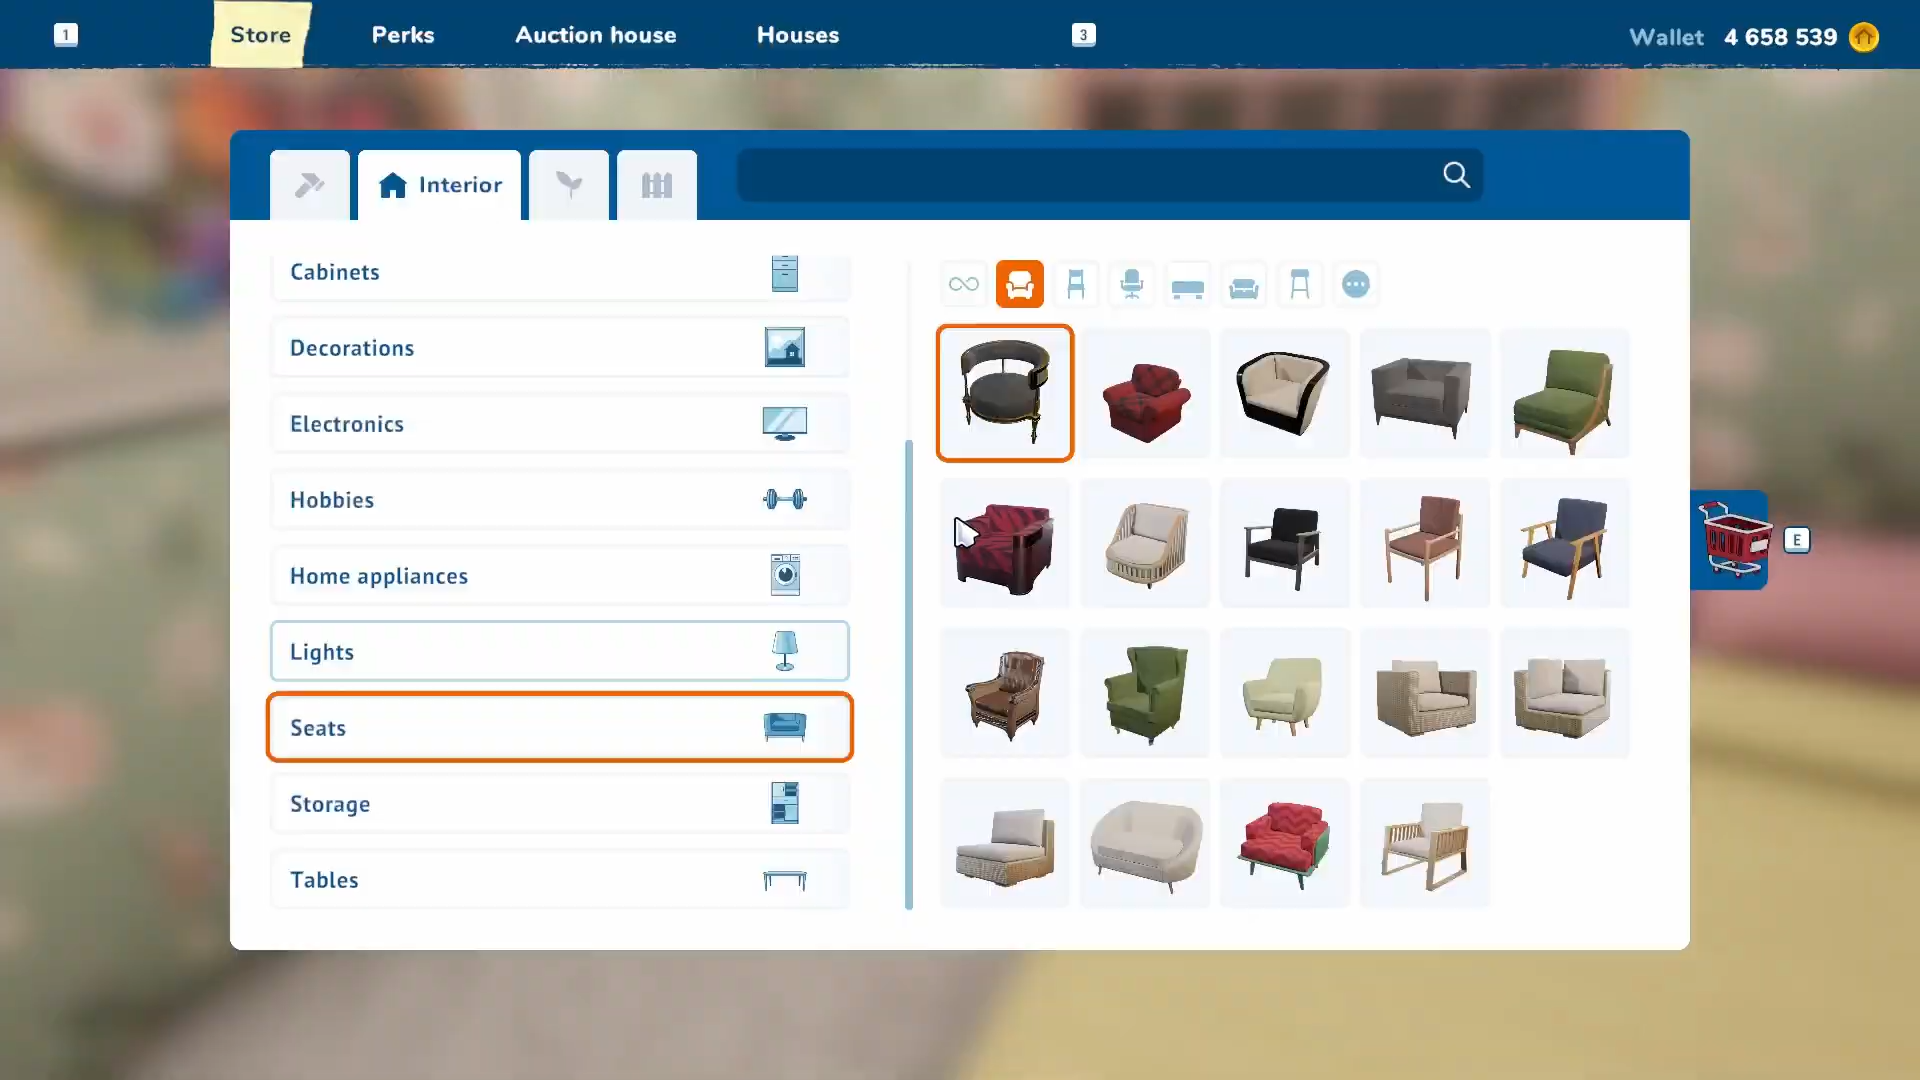 1
Store
Perks
Auction house
Houses
3
Wallet 4 658 539
Interior
Cabinets
Decorations
Electronics
Hobbies
Home appliances
Lights
Seats
Storage
Tables
E